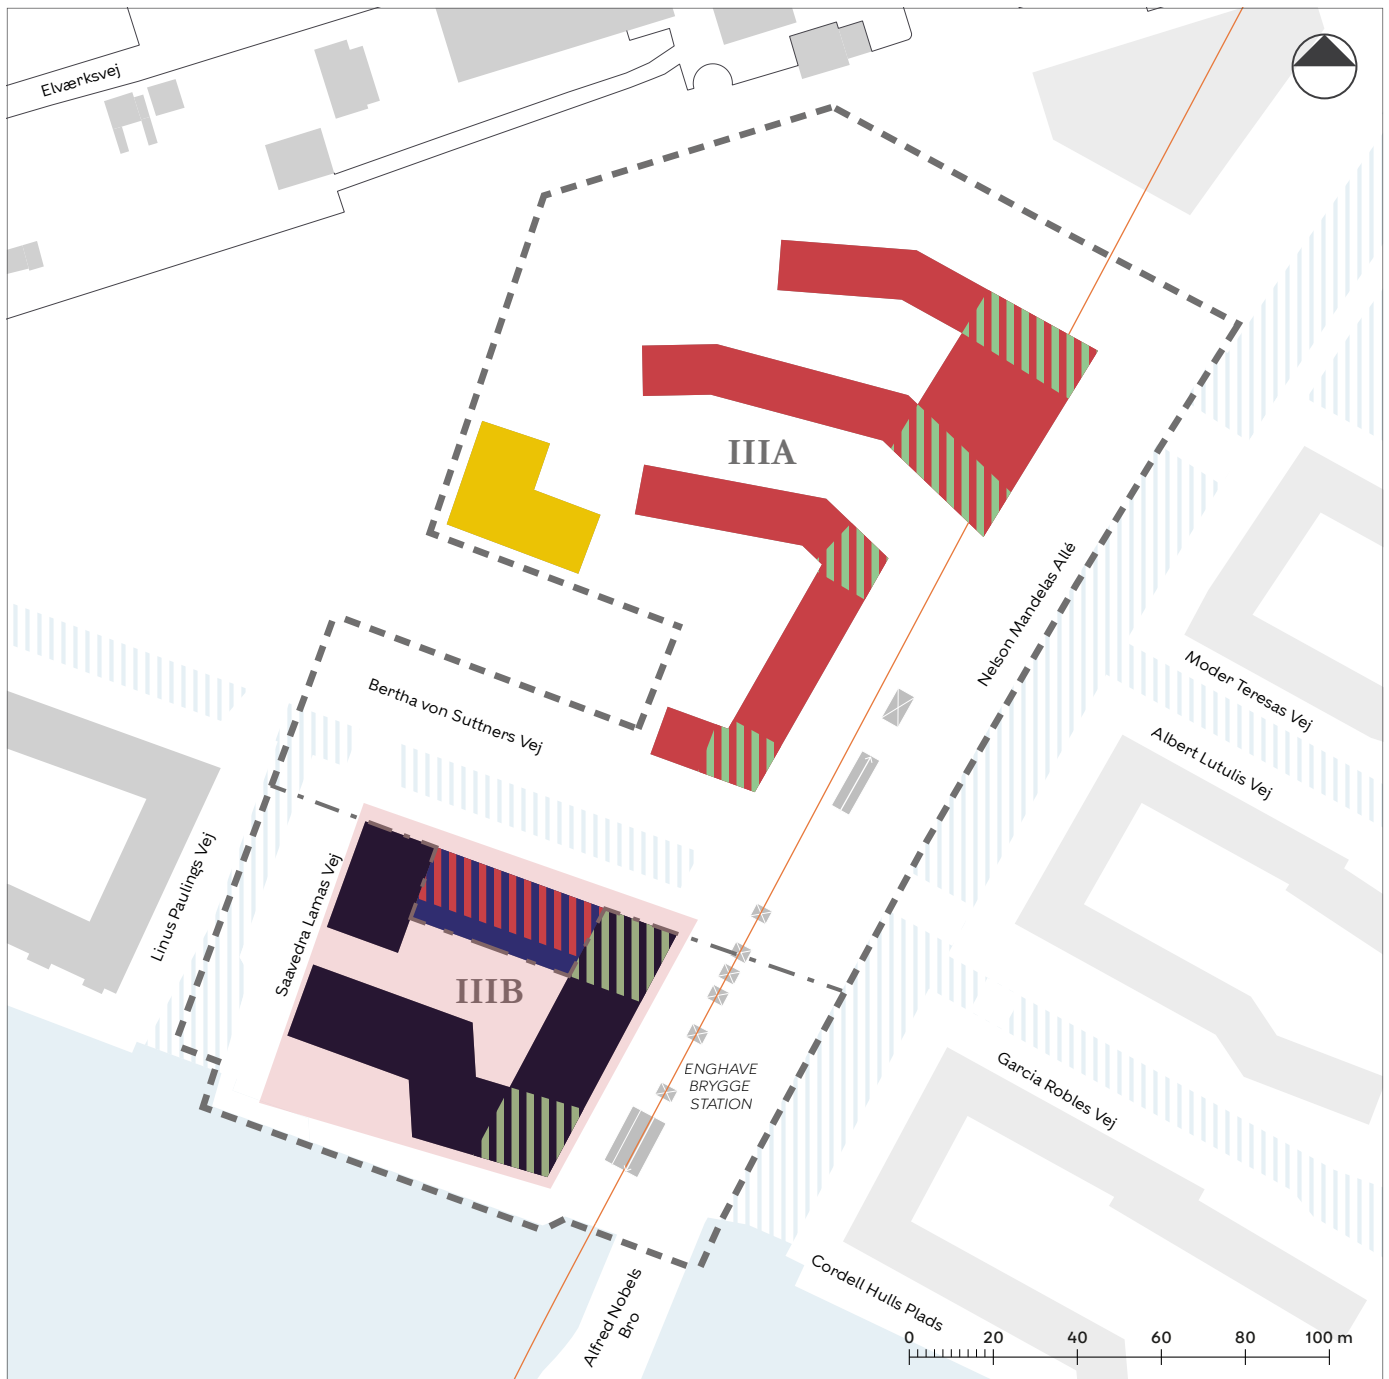 Elværksvej
IIIA
Nelson Mandelas Allé
Moder Teresas Vej
Bertha von Suttners Vej
Albert Lutulis Vej
Linus Paulings Vej
Saavedra Lamas Vej
IIIB
ENGHAVE
BRYGGE
STATION
Garcia Robles Vej
Alfred Nobels
Bro
Cordell Hulls Plads
0 20 40 60 80 100 m